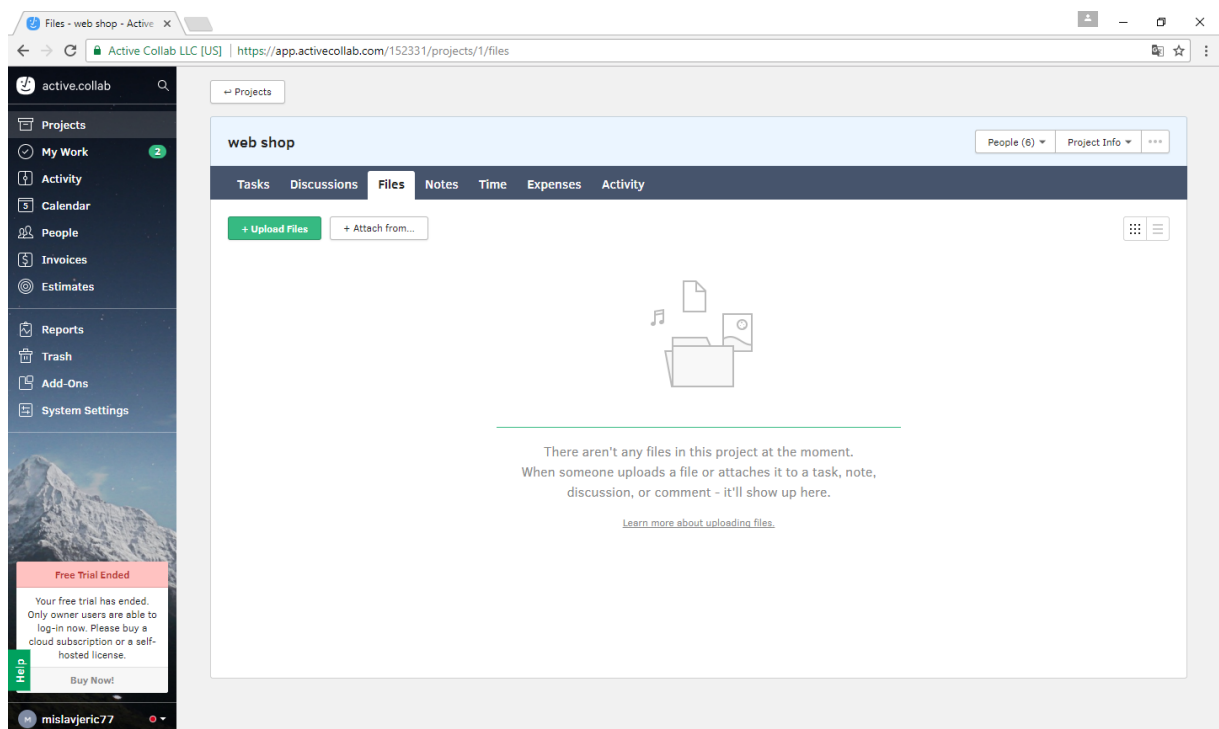 Files - web shop - Active
Active Collab LLC [US] | https://app.activecollab.com/152331/projects/1/files
active.collab
Projects
My Work 2
Activity
5 Calendar
People
$ Invoices
Estimates
Reports
Trash
Add-Ons
System Settings
Free Trial Ended
Your free trial has ended.
Only owner users are able to
log-in now. Please buy a
cloud subscription or a self-
hosted license.
Buy Now!
Help
M mislavjeric77
↩ Projects
web shop
People (6) Project Info
Tasks Discussions Files Notes Time Expenses Activity
+ Upload Files + Attach from...
There aren't any files in this project at the moment.
When someone uploads a file or attaches it to a task, note,
discussion, or comment - it'll show up here.
Learn more about uploading files.